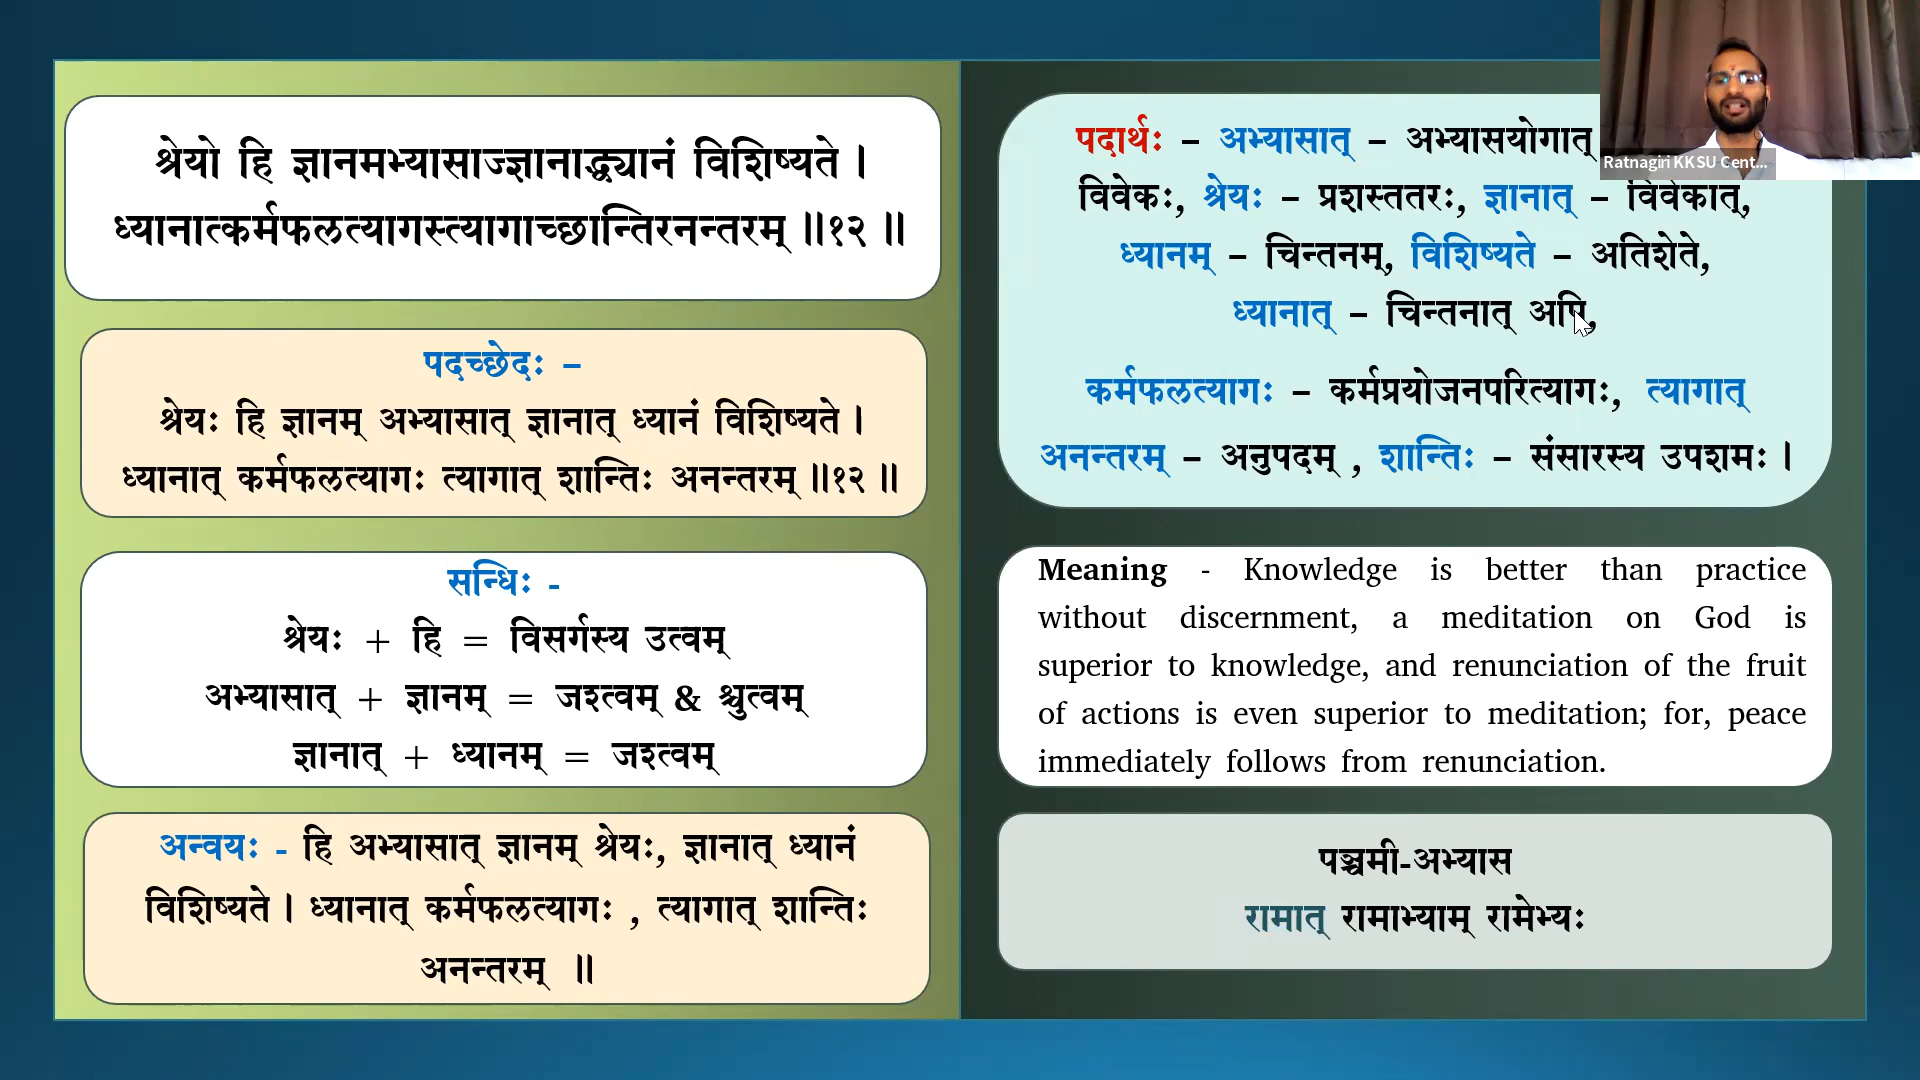 श्रेयो हि ज्ञानमभ्यासाज्ज्ञानाद्ध्यानं विशिष्यते ।
ध्यानात्कर्मफलत्यागस्त्यागाच्छान्तिरनन्तरम् ॥१२ ॥
पदच्छेदः –
श्रेयः हि ज्ञानम् अभ्यासात् ज्ञानात् ध्यानं विशिष्यते ।
ध्यानात् कर्मफलत्यागः त्यागात् शान्तिः अनन्तरम् ॥१२ ॥
सन्धिः -
श्रेयः + हि = विसर्गस्य उत्वम्
अभ्यासात् + ज्ञानम् = जश्त्वम् & श्चुत्वम्
ज्ञानात् + ध्यानम् = जश्त्वम्
अन्वयः - हि अभ्यासात् ज्ञानम् श्रेयः, ज्ञानात् ध्यानं
विशिष्यते । ध्यानात् कर्मफलत्यागः , त्यागात् शान्तिः
अनन्तरम् ॥
पदार्थः – अभ्यासात् – अभ्यासयोगात्
विवेकः, श्रेयः – प्रशस्ततरः, ज्ञानात् – विवेकात्,
ध्यानम् – चिन्तनम्, विशिष्यते – अतिशेते,
ध्यानात् – चिन्तनात् अपि,
कर्मफलत्यागः – कर्मप्रयोजनपरित्यागः, त्यागात्
अनन्तरम् – अनुपदम् , शान्तिः – संसारस्य उपशमः ।
Meaning - Knowledge is better than practice
without discernment, a meditation on God is
superior to knowledge, and renunciation of the fruit
of actions is even superior to meditation; for, peace
immediately follows from renunciation.
पञ्चमी-अभ्यास
रामात् रामाभ्याम् रामेभ्यः
Ratnagiri KKSU Cent...